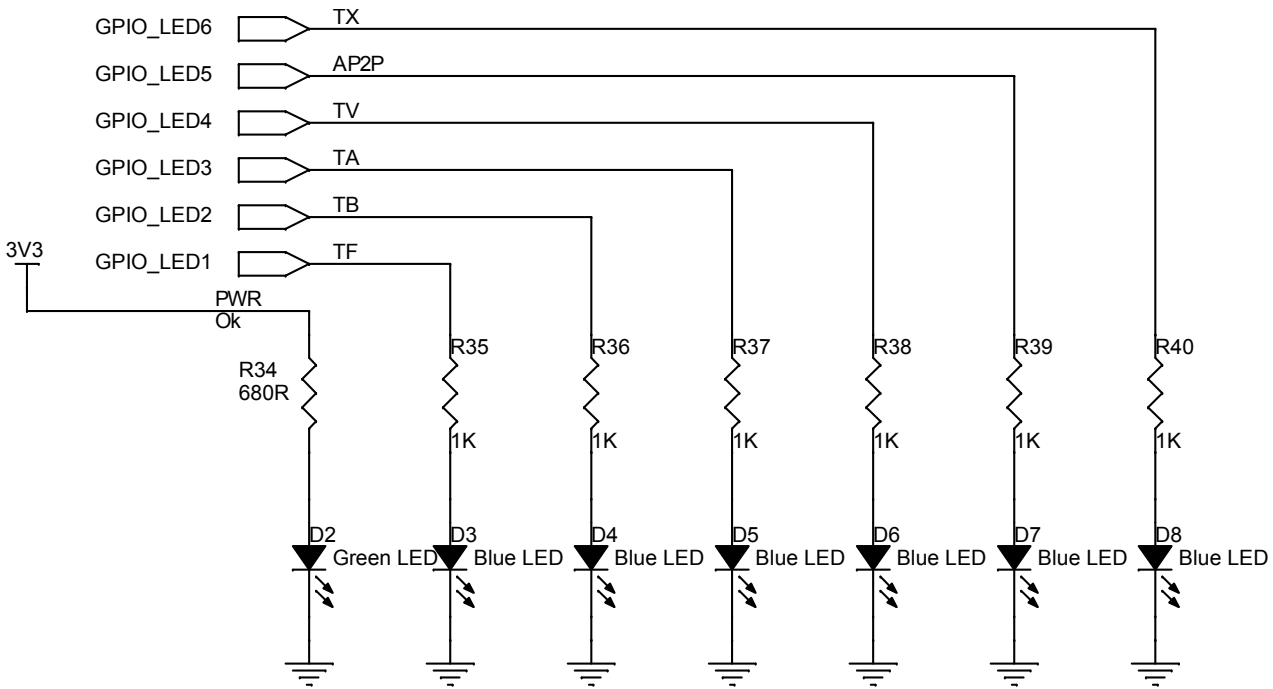 GPIO_LED6 TX
GPIO_LED5 AP2P
GPIO_LED4 TV
GPIO_LED3 TA
GPIO_LED2 TB
3V3 GPIO_LED1 TF
PWR
Ok
R35 R36 R37 R38 R39 R40
R34
680R
1K 1K 1K 1K 1K 1K
D2 D3 D4 D5 D6 D7 D8
Green LED Blue LED Blue LED Blue LED Blue LED Blue LED Blue LED